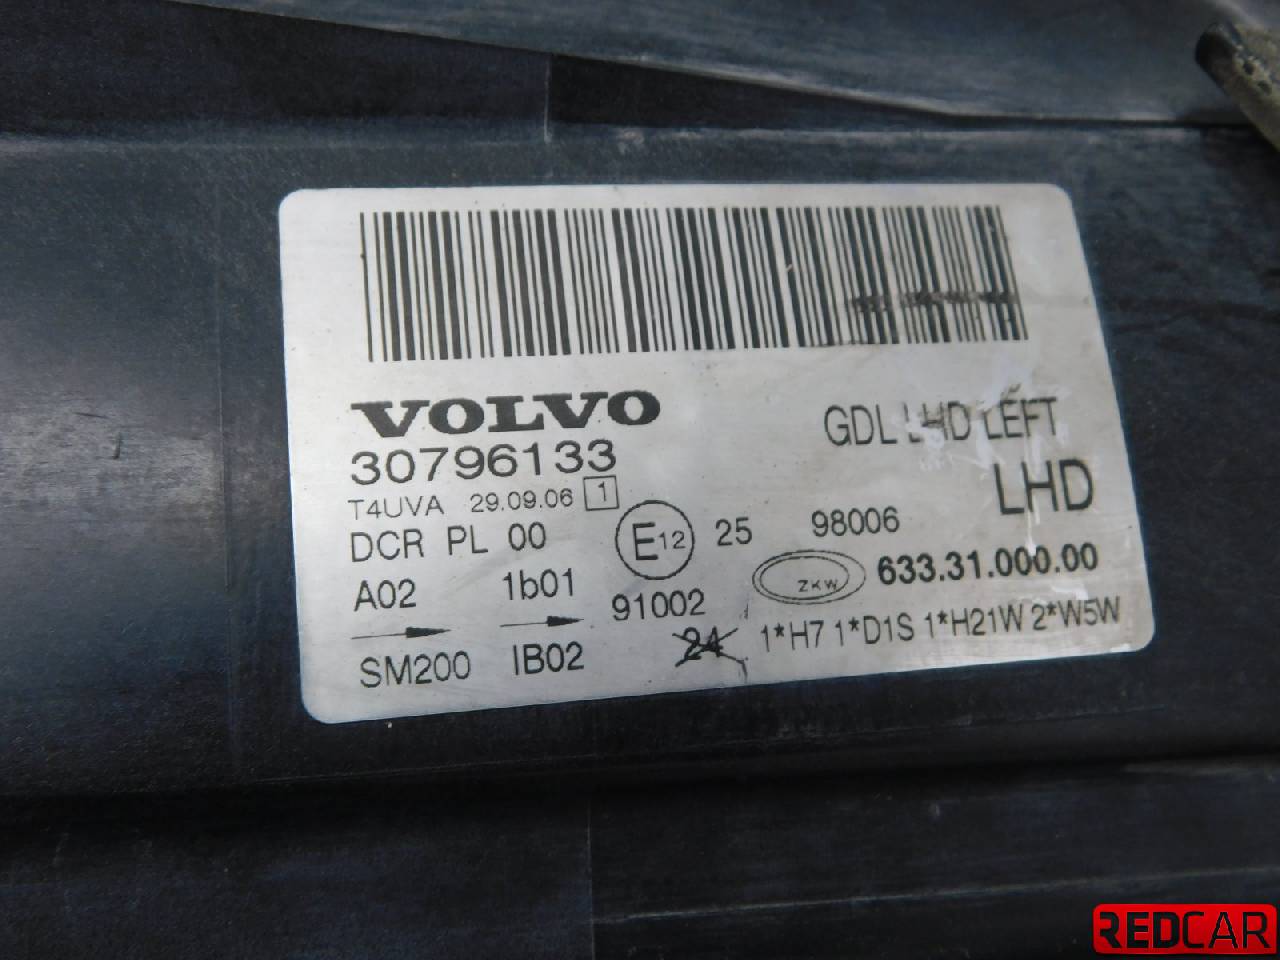 VOLVO
30796133
T4UVA 29.09.06 1
DCR PL 00
A02 1b01
SM200 IB02
E12 25
91002
24
GDL LHD LEFT
LHD
98006
ZKW 633.31.000.00
1*H7 1*D1S 1*H21W 2*W5W
REDCAR